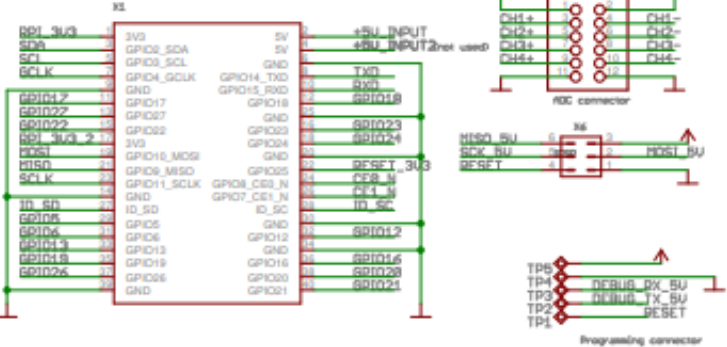 X1
RPI_3V3 1 3V3 5V 2 +5V_INPUT
SDA GPIO2_SDA 5V 4 +5V_INPUT2(not used)
SCL GPIO3_SCL GND
GCLK GPIO4_GCLK GPIO14_TXD TXD
GND GPIO15_RXD RXD
GPIO17 GPIO17 GPIO18 GPIO18
GPIO27 GPIO27 GND
GPIO22 GPIO22 GPIO23 GPIO23
RPI_3V3_2 3V3 GPIO24 GPIO24
MOSI GPIO10_MOSI GND
MISO GPIO9_MISO GPIO25 RESET_3V3
SCLK GPIO11_SCLK GPIO8_CE0_N CE0_N
GND GPIO7_CE1_N CE1_N
ID_SD ID_SD ID_SC ID_SC
GPIO5 GPIO5 GND
GPIO6 GPIO6 GPIO12 GPIO12
GPIO13 GPIO13 GND
GPIO19 GPIO19 GPIO16 GPIO16
GPIO26 GPIO26 GPIO20 GPIO20
GND GPIO21 GPIO21
CH1+ CH1-
CH2+ CH2-
CH3+ CH3-
CH4+ CH4-
11 12
ADC connector
X6
MISO_5V
SCK_5V MOSI_5V
RESET
TP5
TP4
TP3 DEBUG_RX_5V
TP2 DEBUG_TX_5V
TP1 RESET
Programming connector